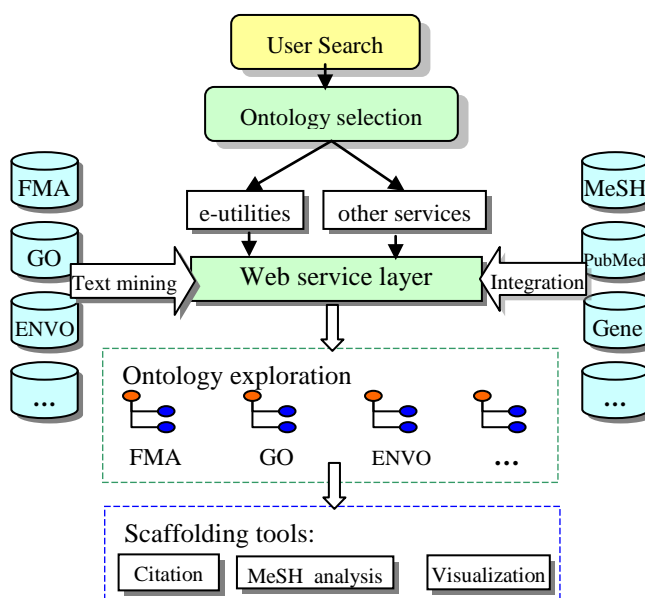 User Search
Ontology selection
FMA
MeSH
e-utilities
other services
GO
PubMed
Text mining
Web service layer
Integration
ENVO
Gene
...
...
Ontology exploration
FMA
GO
ENVO
...
Scaffolding tools:
Citation
MeSH analysis
Visualization